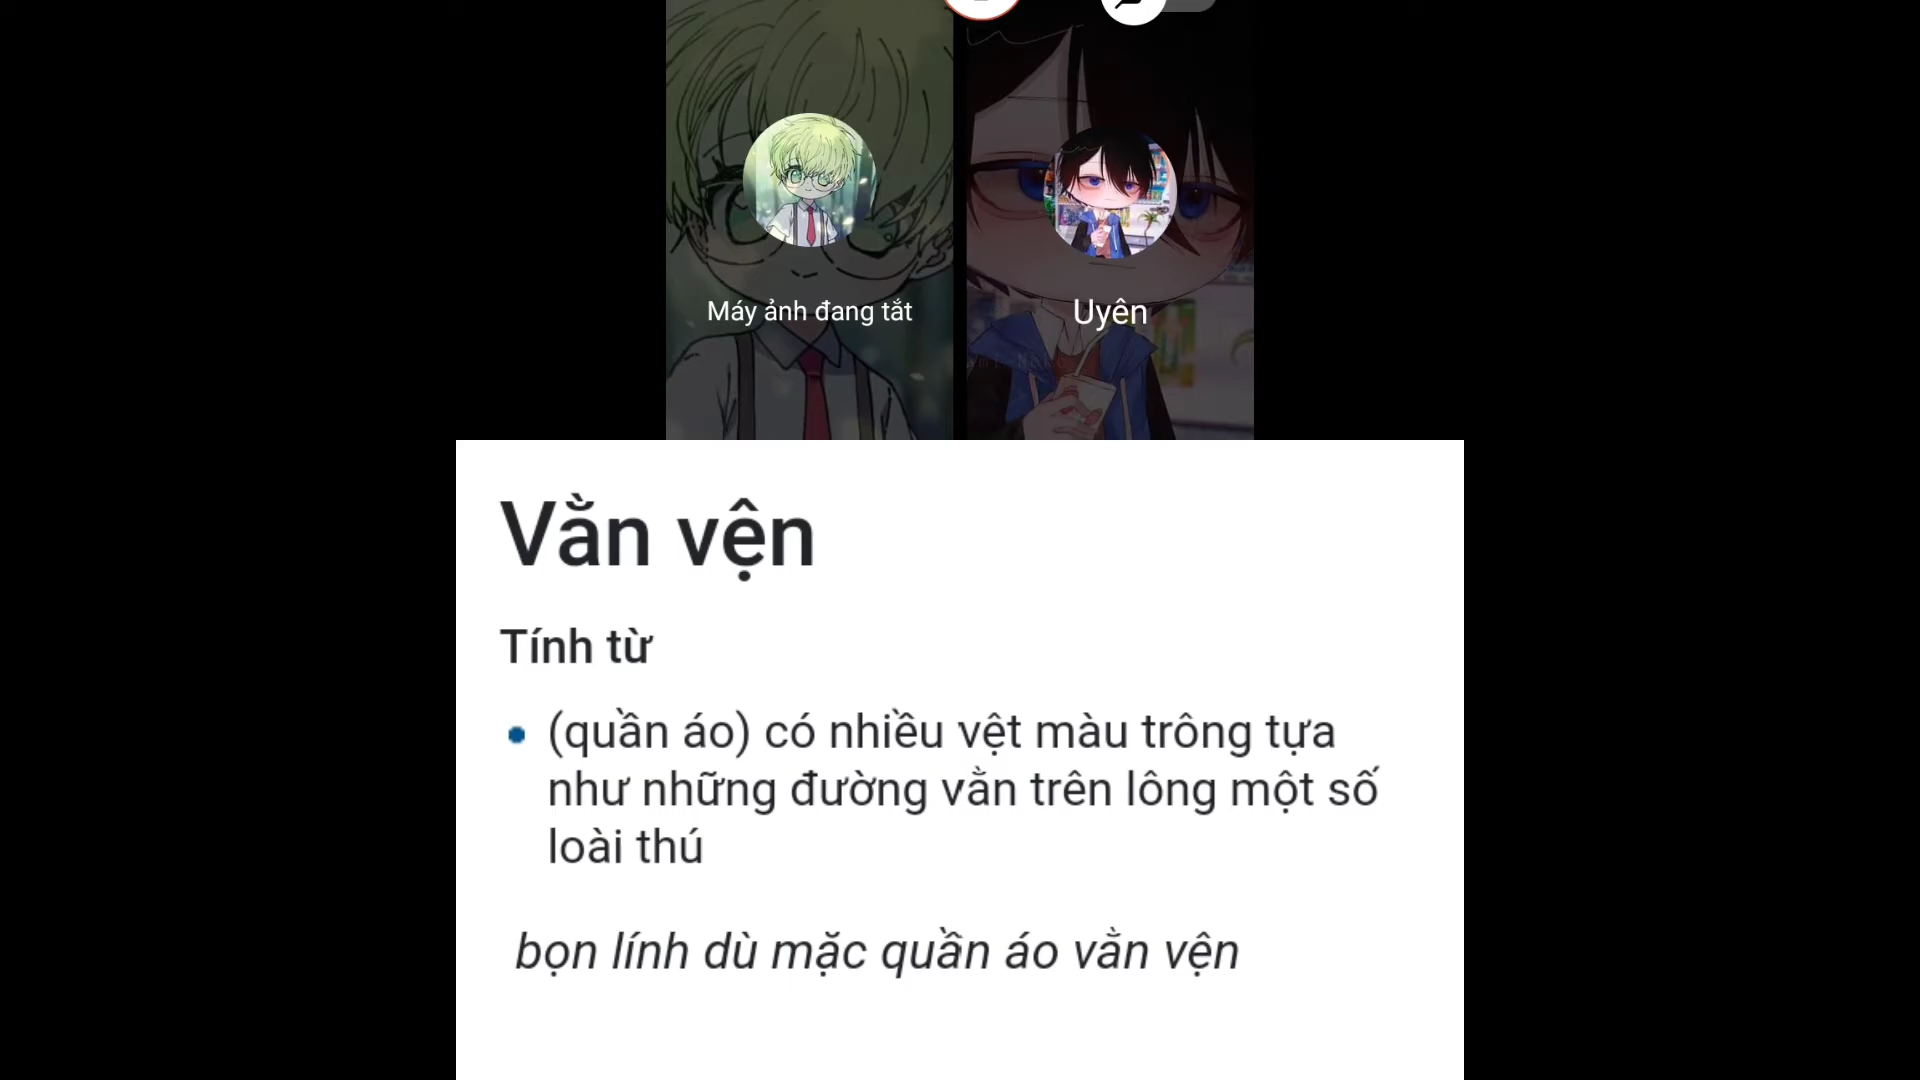 Máy ảnh đang tắt
Uyên
Vằn vện
Tính từ
(quần áo) có nhiều vệt màu trông tựa
như những đường vằn trên lông một số
loài thú
bọn lính dù mặc quần áo vằn vện